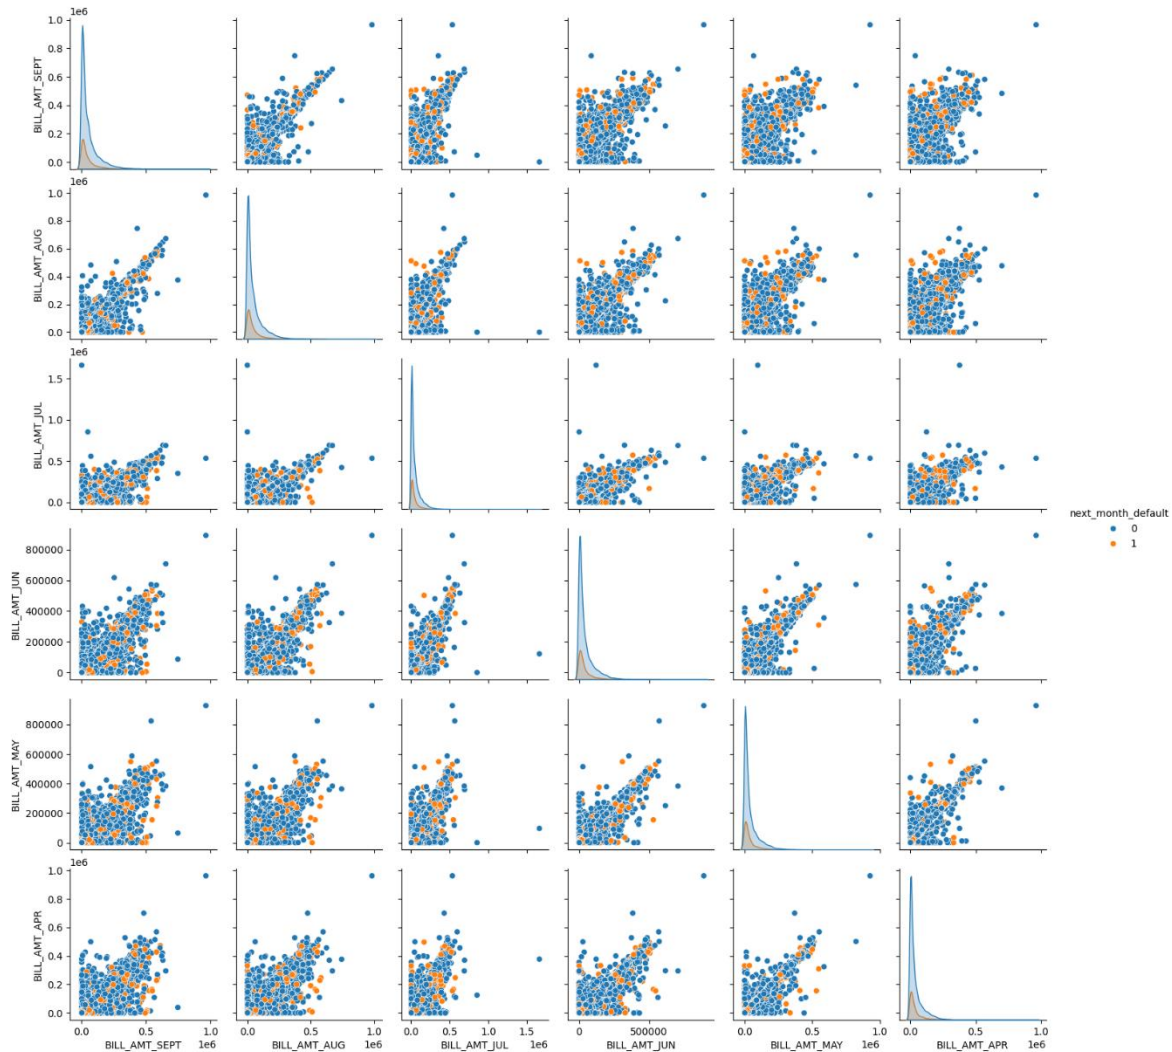 1e6
1.0
0.8
0.6
0.4
0.2
0.0
BILL_AMT_SEPT
1e6
1.0
0.8
0.6
0.4
0.2
0.0
BILL_AMT_AUG
1e6
1.5
1.0
0.5
0.0
BILL_AMT_JUL
800000
600000
400000
200000
0
BILL_AMT_JUN
800000
600000
400000
200000
0
BILL_AMT_MAY
1e6
1.0
0.8
0.6
0.4
0.2
0.0
BILL_AMT_APR
0.0 0.5 1.0
BILL_AMT_SEPT 1e6
0.0 0.5 1.0
BILL_AMT_AUG 1e6
0.0 0.5 1.0 1.5
BILL_AMT_JUL 1e6
0 500000
BILL_AMT_JUN
0.0 0.5 1.0
BILL_AMT_MAY 1e6
0.0 0.5 1.0
BILL_AMT_APR 1e6
next_month_default
0
1